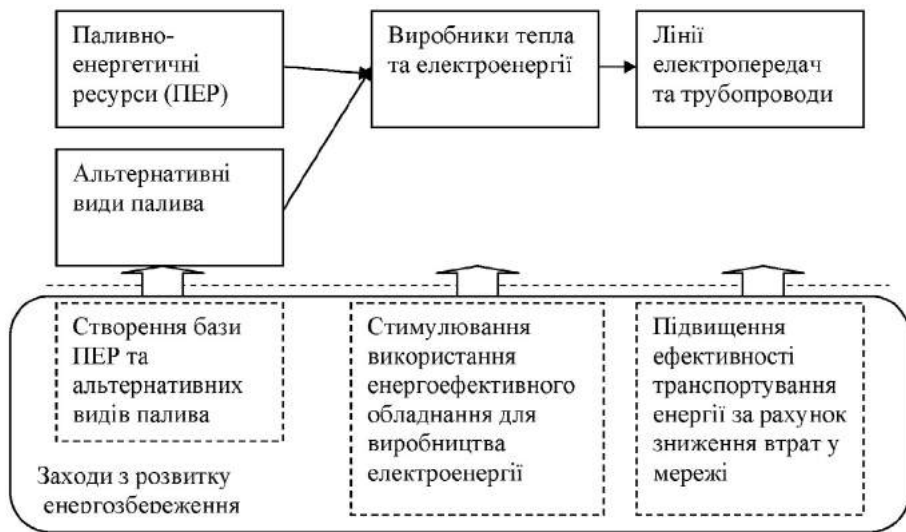 Паливно-
енергетичні
ресурси (ПЕР)
Виробники тепла
та електроенергії
Лінії
електропередач
та трубопроводи
Альтернативні
види палива
Створення бази
ПЕР та
альтернативних
видів палива
Стимулювання
використання
енергоефективного
обладнання для
виробництва
електроенергії
Підвищення
ефективності
транспортування
енергії за рахунок
зниження втрат у
мережі
Заходи з розвитку
енергозбереження